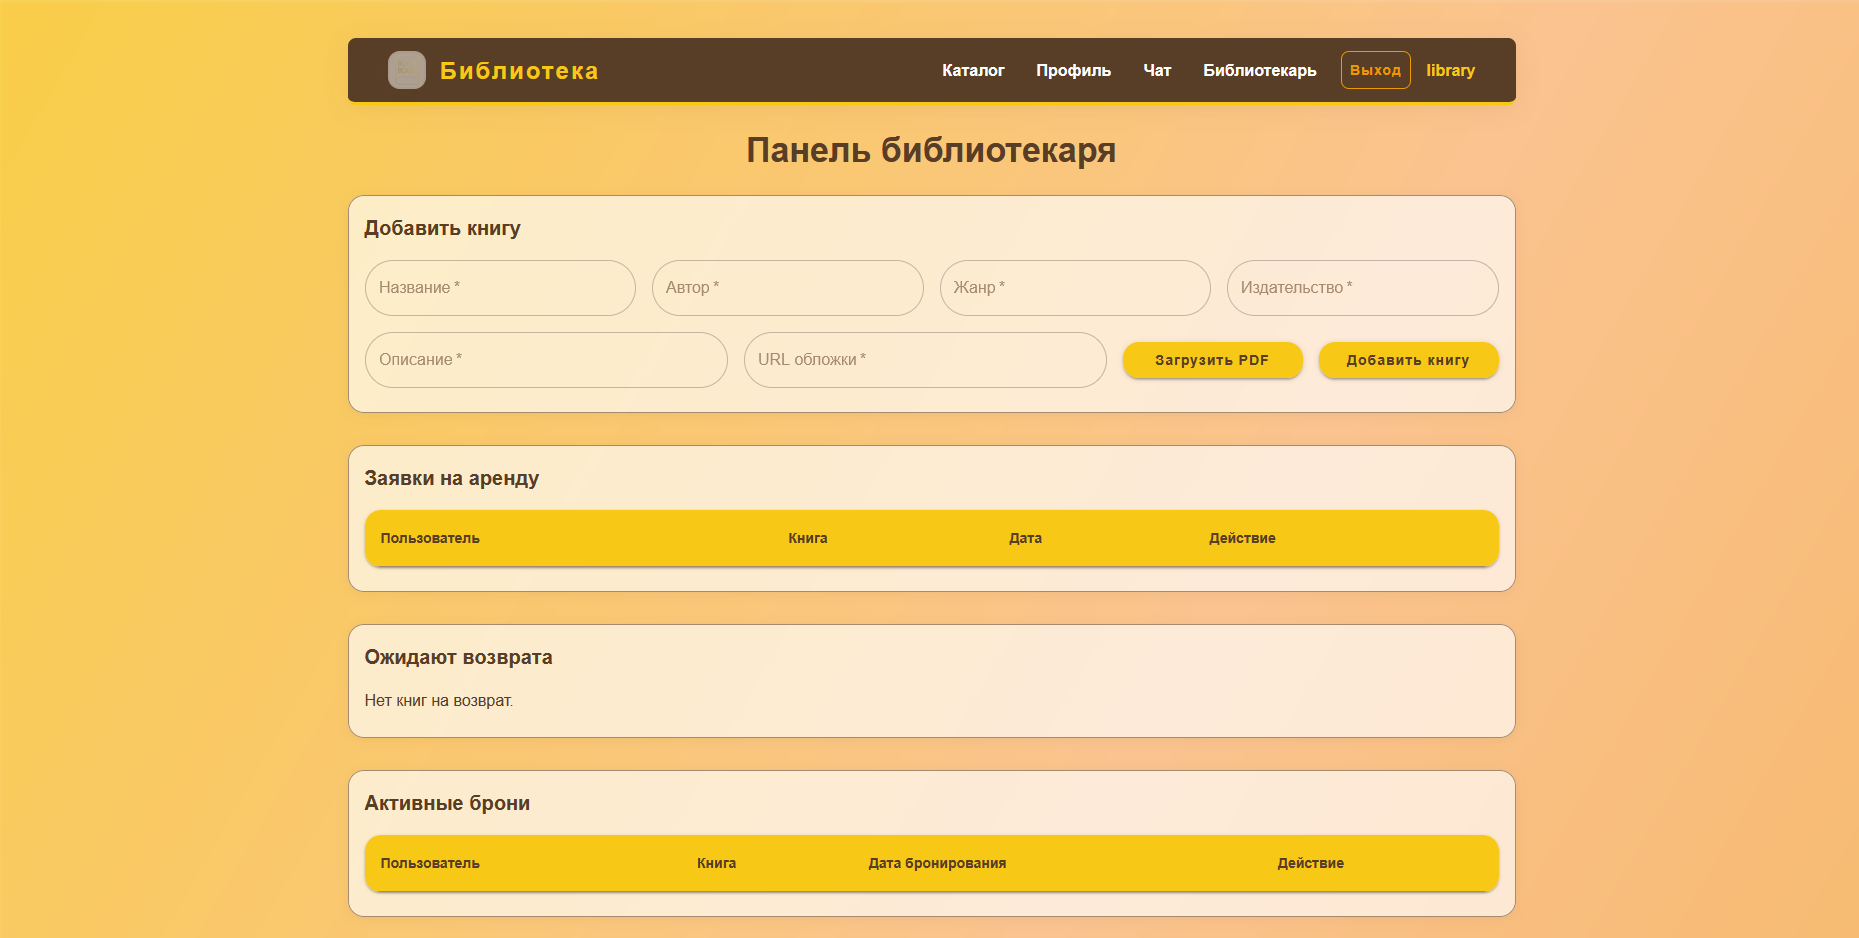 Библиотека
Каталог Профиль Чат Библиотекарь Выход library
Панель библиотекаря
Добавить книгу
Название * Автор * Жанр * Издательство *
Описание * URL обложки * Загрузить PDF Добавить книгу
Заявки на аренду
Пользователь Книга Дата Действие
Ожидают возврата
Нет книг на возврат.
Активные брони
Пользователь Книга Дата бронирования Действие